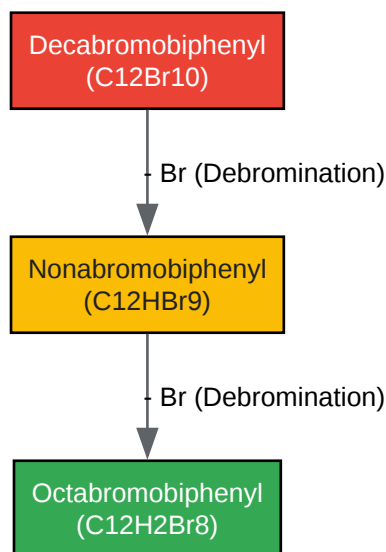 Decabromobiphenyl
(C12Br10)
- Br (Debromination)
Nonabromobiphenyl
(C12HBr9)
- Br (Debromination)
Octabromobiphenyl
(C12H2Br8)